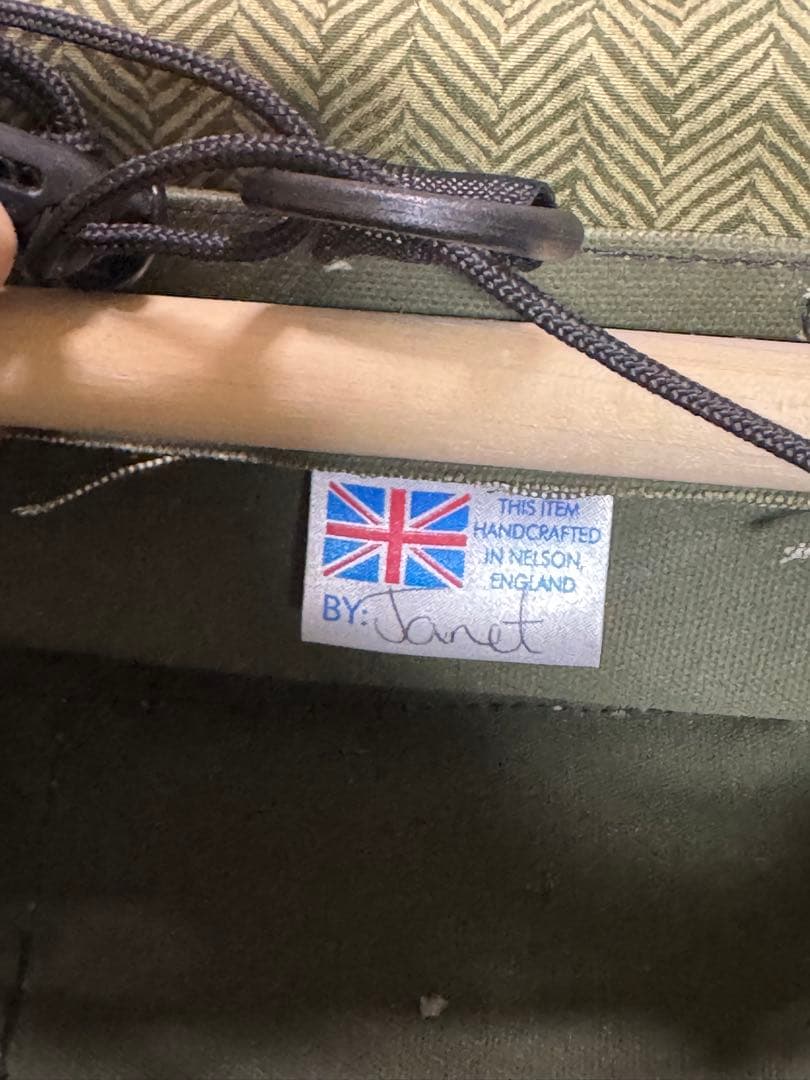 THIS ITEM
HANDCRAFTED
IN NELSON,
ENGLAND
BY: Janet